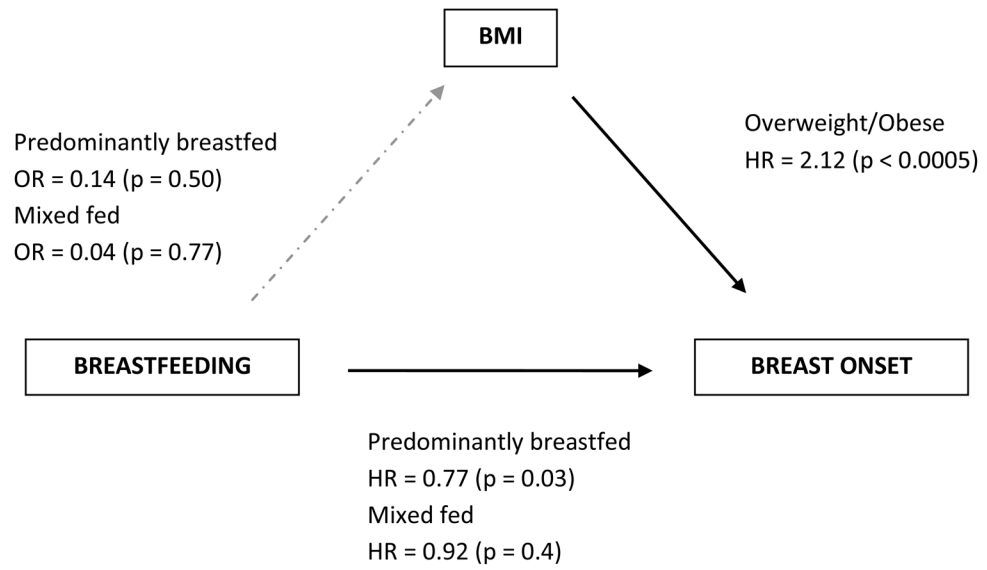 BMI
Predominantly breastfed
OR = 0.14 (p = 0.50)
Mixed fed
OR = 0.04 (p = 0.77)
Overweight/Obese
HR = 2.12 (p < 0.0005)
BREASTFEEDING
BREAST ONSET
Predominantly breastfed
HR = 0.77 (p = 0.03)
Mixed fed
HR = 0.92 (p = 0.4)